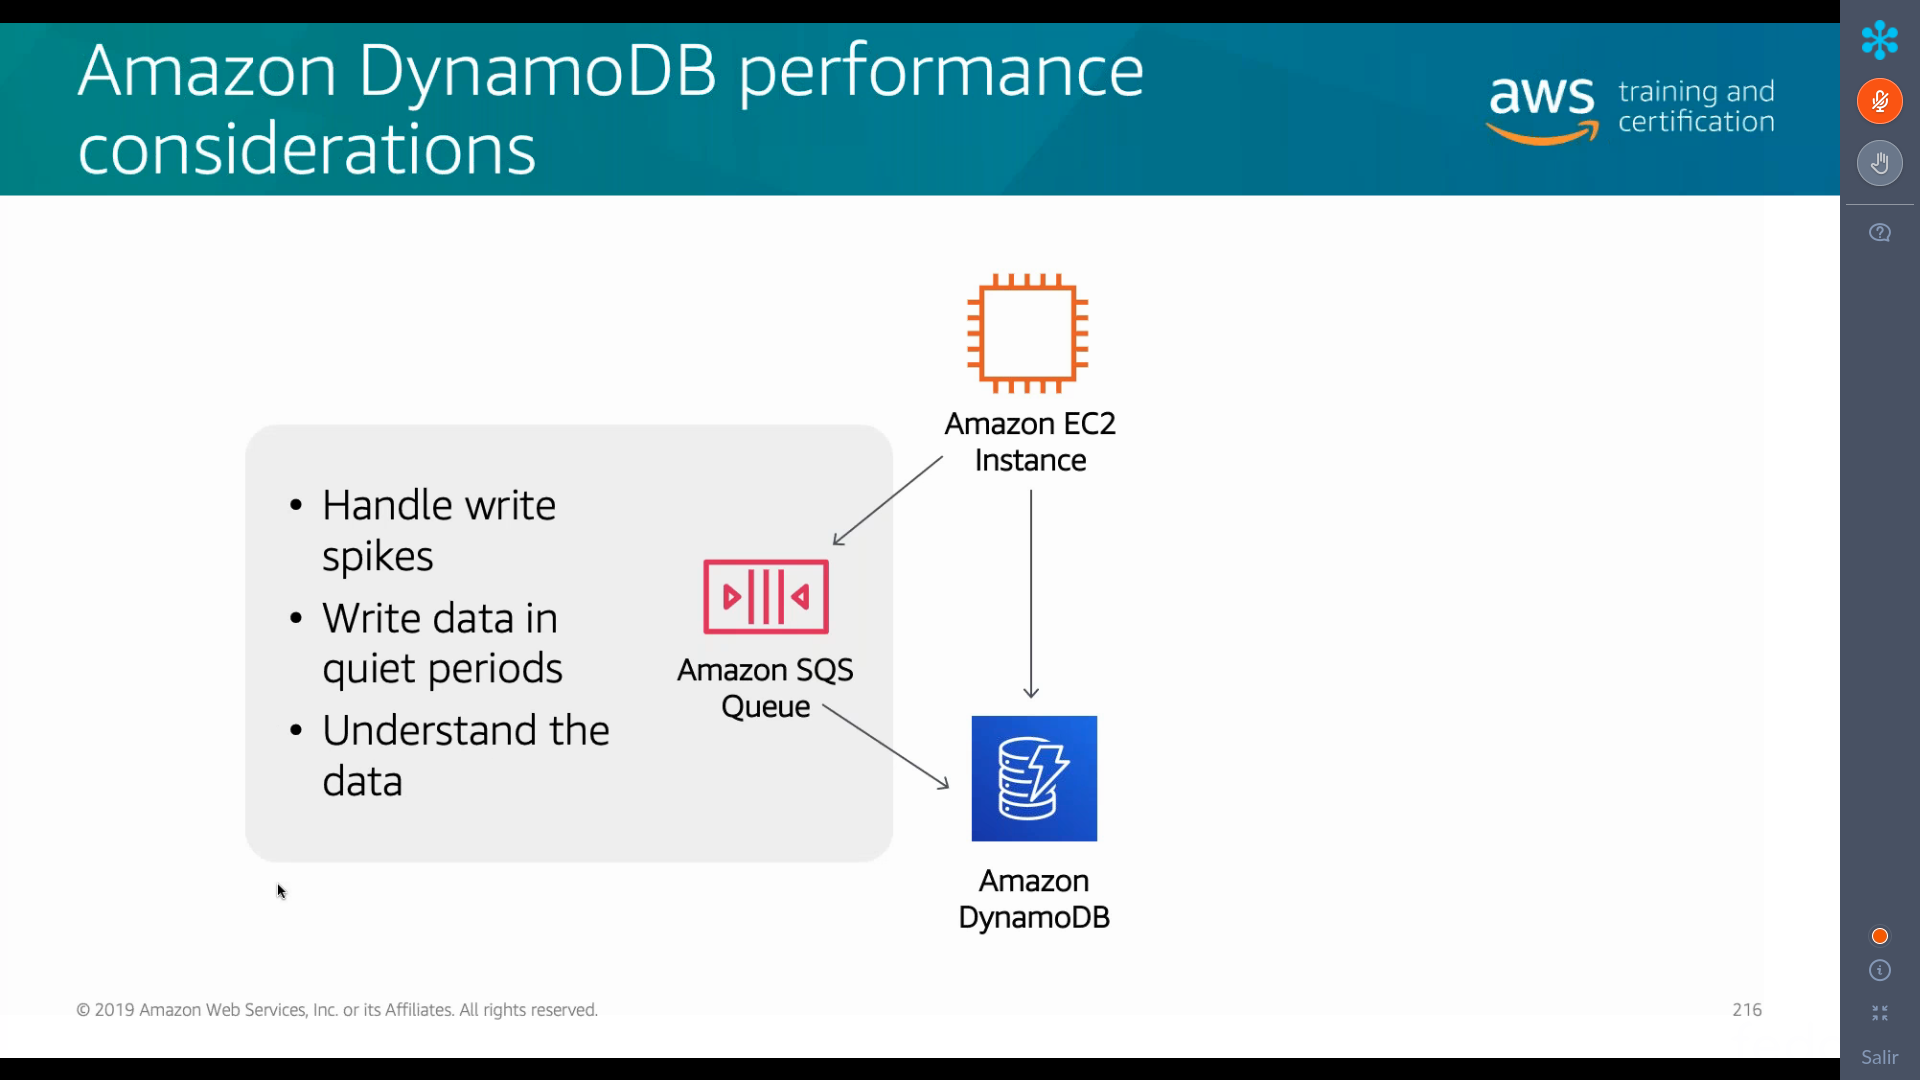 Amazon DynamoDB performance
considerations
aws
training and
certification
Amazon EC2
Instance
• Handle write
spikes
• Write data in
quiet periods
• Understand the
data
Amazon SQS
Queue
Amazon
DynamoDB
© 2019 Amazon Web Services, Inc. or its Affiliates. All rights reserved.
216
Salir